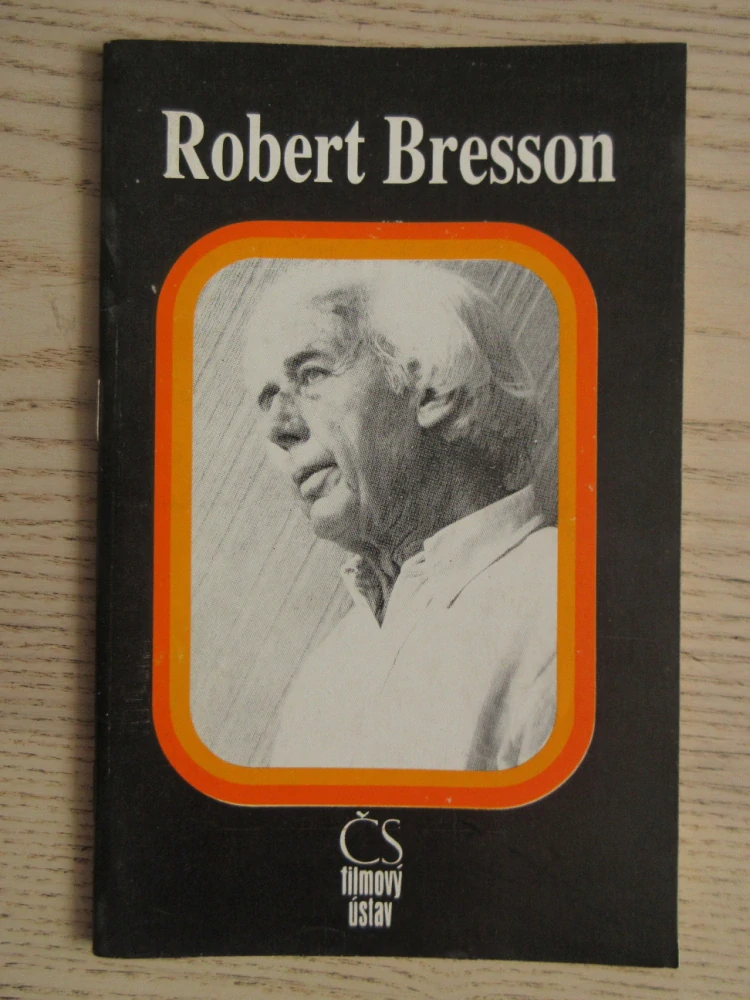 Robert Bresson
ČS
filmový
ústav